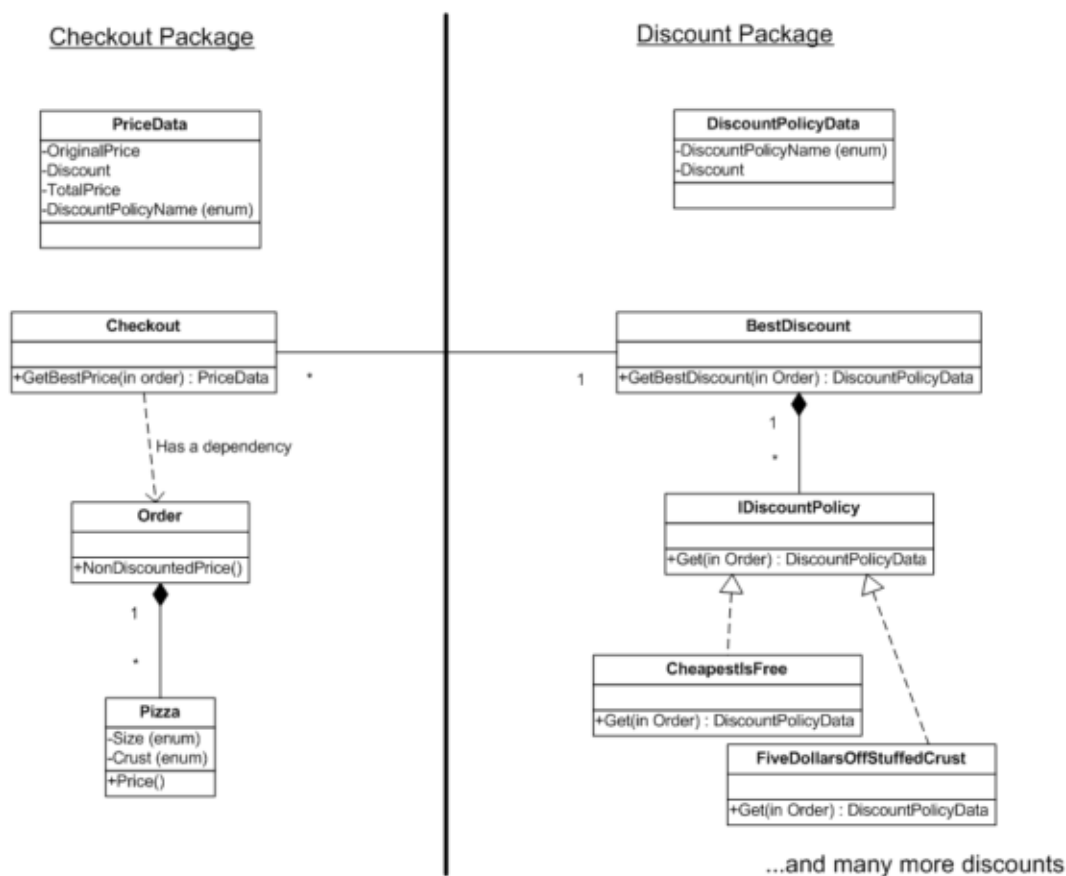 Checkout Package
PriceData
-OriginalPrice
-Discount
-TotalPrice
-DiscountPolicyName (enum)
Checkout
+GetBestPrice(in order) : PriceData
*
Has a dependency
Order
+NonDiscountedPrice()
1
*
Pizza
-Size (enum)
-Crust (enum)
+Price()
Discount Package
DiscountPolicyData
-DiscountPolicyName (enum)
-Discount
BestDiscount
+GetBestDiscount(in Order) : DiscountPolicyData
1
1
*
IDiscountPolicy
+Get(in Order) : DiscountPolicyData
CheapestIsFree
+Get(in Order) : DiscountPolicyData
FiveDollarsOffStuffedCrust
+Get(in Order) : DiscountPolicyData
...and many more discounts